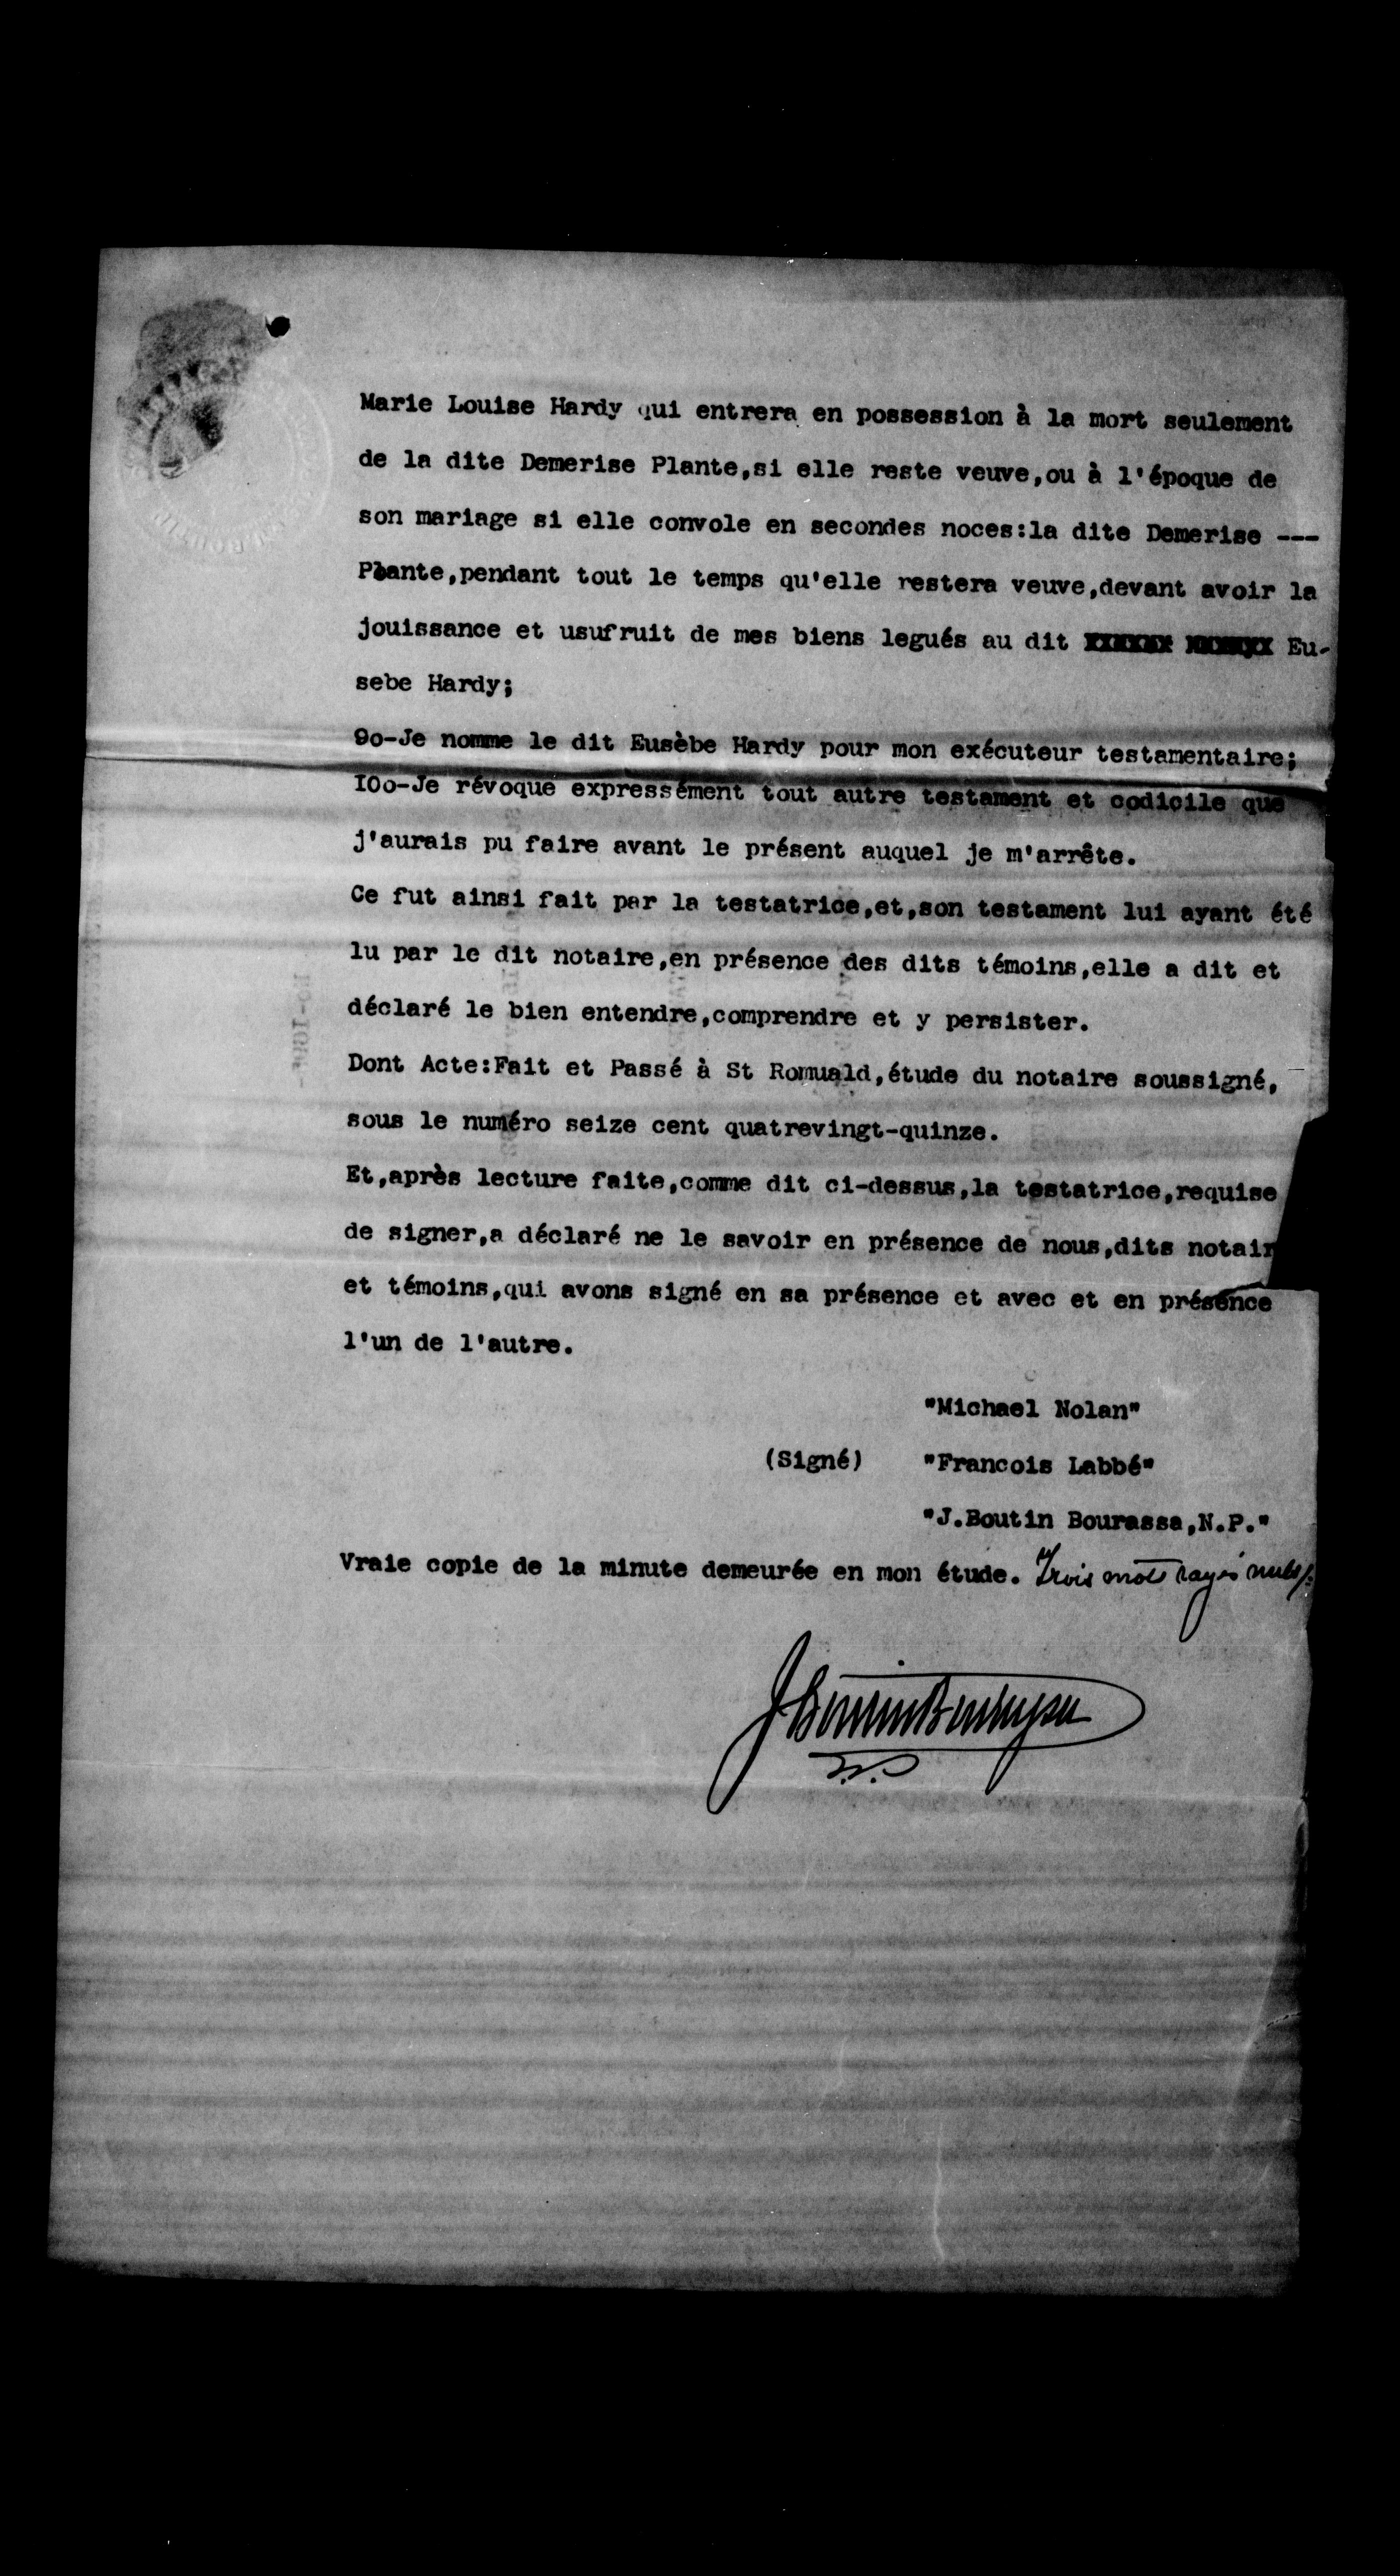 Marie Louise Hardy qui entrera en possession à la mort seulement
de la dite Demerise Plante,si elle reste veuve,ou à l'époque de
son mariage si elle convole en secondes noces:la dite Demerise ---
Plante,pendant tout le temps qu'elle restera veuve,devant avoir la
jouissance et usufruit de mes biens legués au dit Eu-
sebe Hardy;
9o-Je nomme le dit Eusèbe Hardy pour mon exécuteur testamentaire;
IOo-Je révoque expressément tout autre testament et codicile que
j'aurais pu faire avant le présent auquel je m'arrête.
Ce fut ainsi fait par la testatrice,et,son testament lui ayant été
lu par le dit notaire,en présence des dits témoins,elle a dit et
déclaré le bien entendre,comprendre et y persister.
Dont Acte:Fait et Passé à St Romuald,étude du notaire soussigné,
sous le numéro seize cent quatrevingt-quinze.
Et,après lecture faite,comme dit ci-dessus,la testatrice,requise
de signer,a déclaré ne le savoir en présence de nous,dits notair
et témoins,qui avons signé en sa présence et avec et en présence
l'un de l'autre.
"Michael Nolan"
(Signé) "Francois Labbé"
"J.Boutin Bourassa,N.P."
Vraie copie de la minute demeurée en mon étude. Trois mots rayés nuls/:
J Boutin Bourassa
N.P.